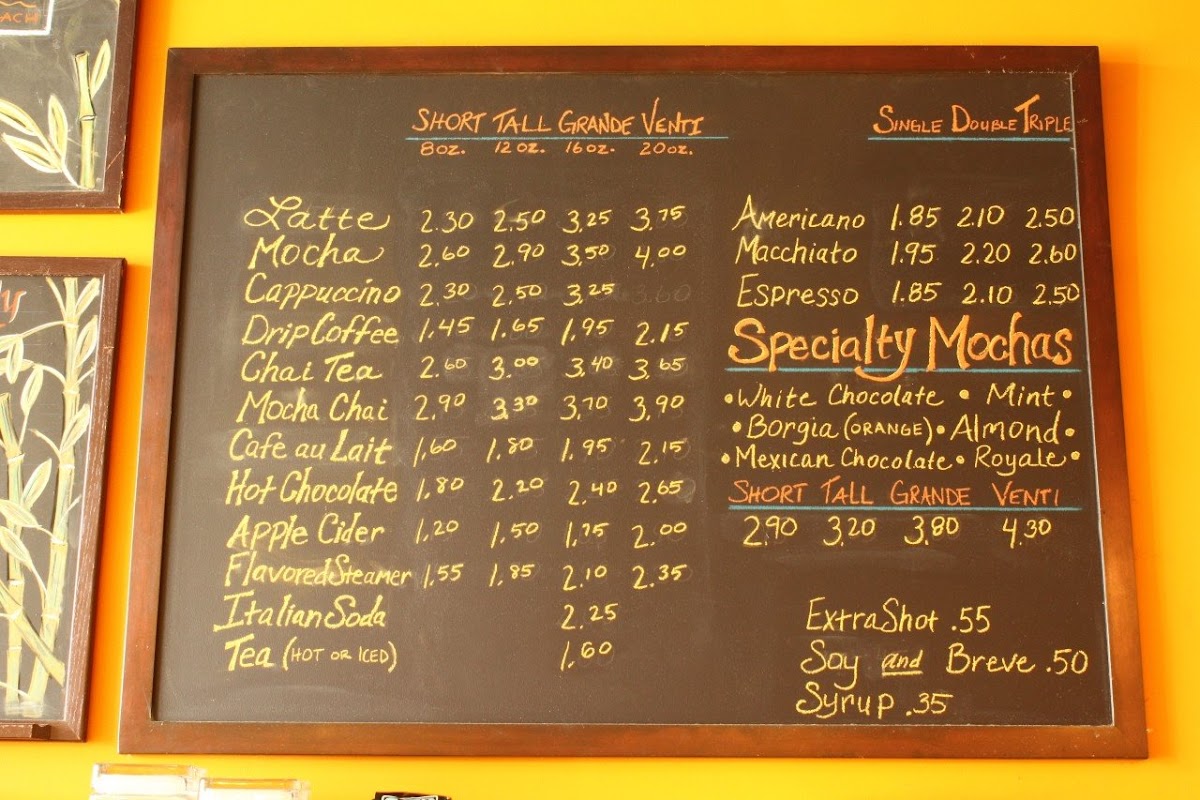 ACH
ly
SHORT TALL GRANDE VENTI
8oz. 12oz. 16oz. 20oz.
Latte 2.30 2.50 3.25 3.75
Mocha 2.60 2.90 3.50 4.00
Cappuccino 2.30 2.50 3.25
Drip Coffee 1.45 1.65 1.95 2.15
Chai Tea 2.60 3.00 3.40 3.65
Mocha Chai 2.90 3.30 3.70 3.90
Cafe au Lait 1.60 1.80 1.95 2.15
Hot Chocolate 1.80 2.20 2.40 2.65
Apple Cider 1.20 1.50 1.75 2.00
Flavored Steamer 1.55 1.85 2.10 2.35
Italian Soda 2.25
Tea (HOT OR ICED) 1.60
SINGLE DOUBLE TRIPLE
Americano 1.85 2.10 2.50
Macchiato 1.95 2.20 2.60
Espresso 1.85 2.10 2.50
Specialty Mochas
• White Chocolate • Mint •
• Borgia (ORANGE) • Almond •
• Mexican Chocolate • Royale •
SHORT TALL GRANDE VENTI
2.90 3.20 3.80 4.30
Extra Shot .55
Soy and Breve .50
Syrup .35